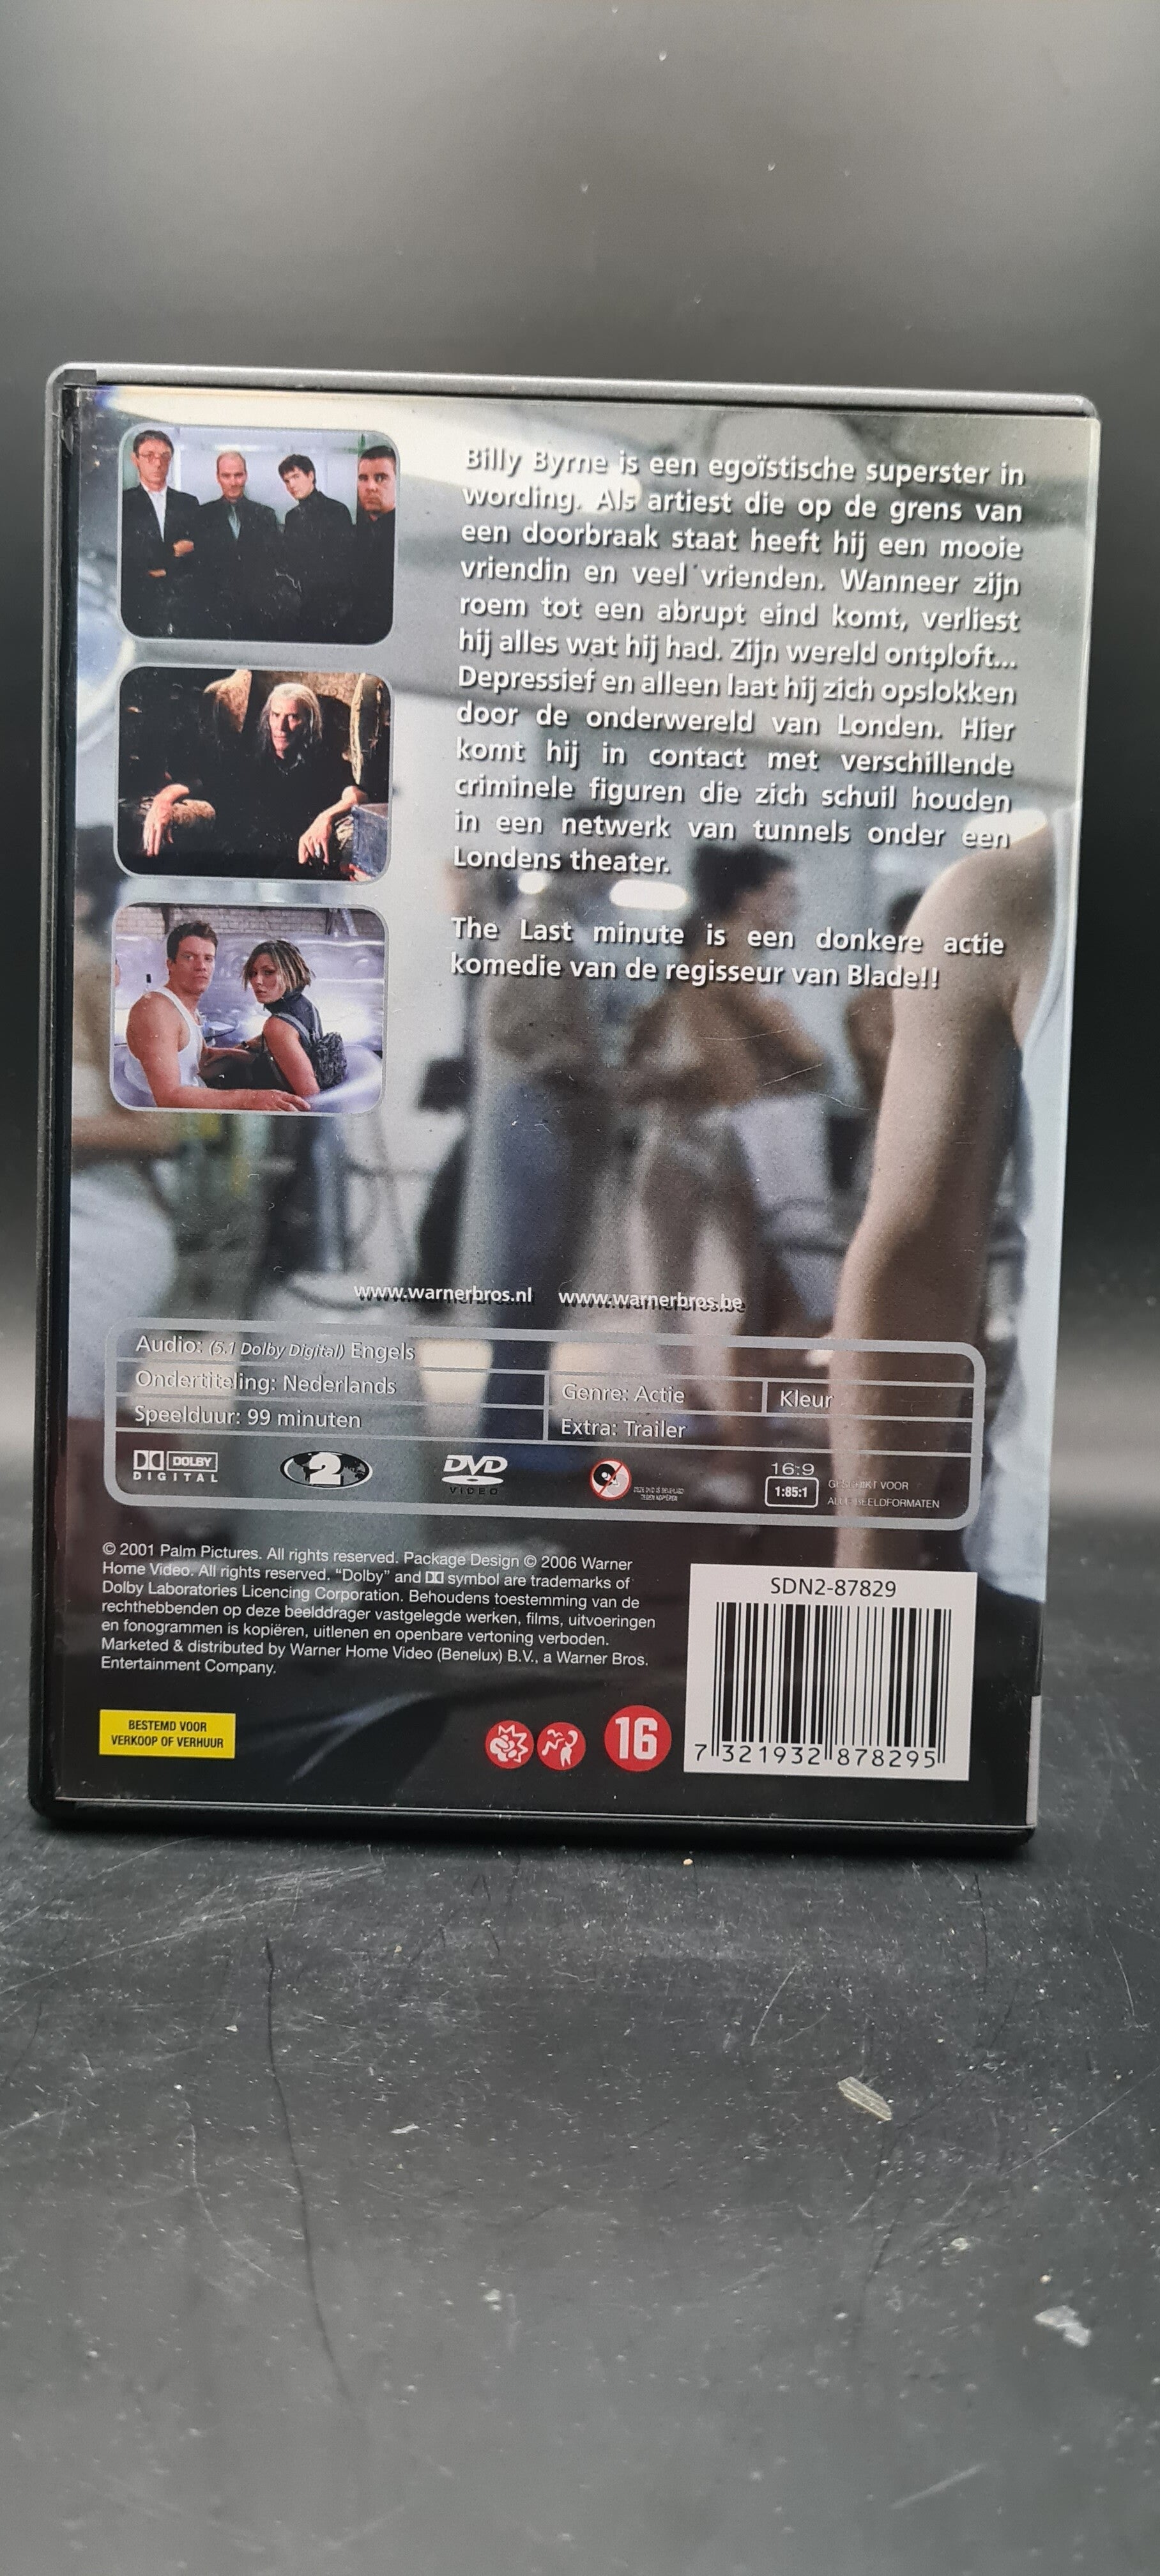 Billy Byrne is een egoïstische superster in
wording. Als artiest die op de grens van
een doorbraak staat heeft hij een mooie
vriendin en veel vrienden. Wanneer zijn
roem tot een abrupt eind komt, verliest
hij alles wat hij had. Zijn wereld ontploft...
Depressief en alleen laat hij zich opslokken
door de onderwereld van Londen. Hier
komt hij in contact met verschillende
criminele figuren die zich schuil houden
in een netwerk van tunnels onder een
Londens theater.
The Last minute is een donkere actie
komedie van de regisseur van Blade!!
www.warnerbros.nl www.warnerbros.be
Audio: (5.1 Dolby Digital) Engels
Ondertiteling: Nederlands
Genre: Actie
Kleur
Speelduur: 99 minuten
Extra: Trailer
DOLBY
DIGITAL
2
DVD
VIDEO
16:9
1:85:1
GESCHIKT VOOR
ALLE BEELDFORMATEN
© 2001 Palm Pictures. All rights reserved. Package Design © 2006 Warner
Home Video. All rights reserved. “Dolby” and symbol are trademarks of
Dolby Laboratories Licencing Corporation. Behoudens toestemming van de
rechthebbenden op deze beelddrager vastgelegde werken, films, uitvoeringen
en fonogrammen is kopiëren, uitlenen en openbare vertoning verboden.
Marketed & distributed by Warner Home Video (Benelux) B.V., a Warner Bros.
Entertainment Company.
SDN2-87829
7 321932 878295
BESTEMD VOOR
VERKOOP OF VERHUUR
16